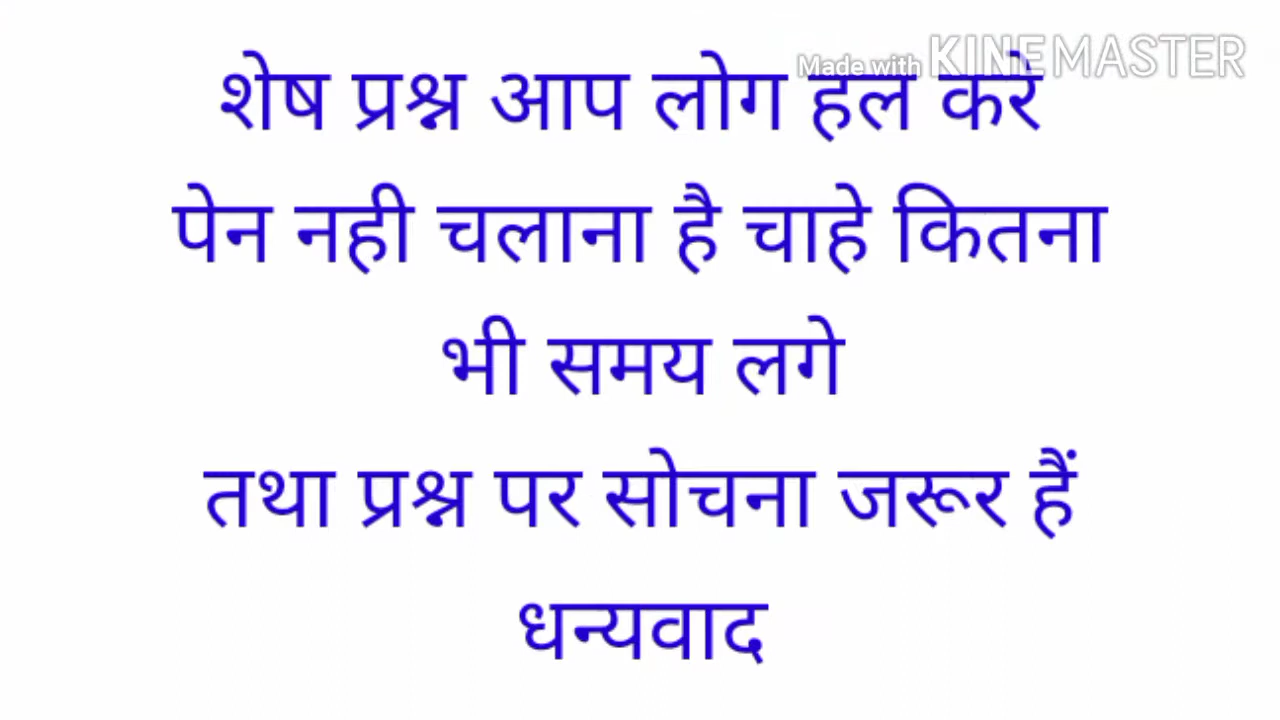 Made with KINEMASTER
शेष प्रश्न आप लोग हल करे
पेन नही चलाना है चाहे कितना
भी समय लगे
तथा प्रश्न पर सोचना जरूर हैं
धन्यवाद